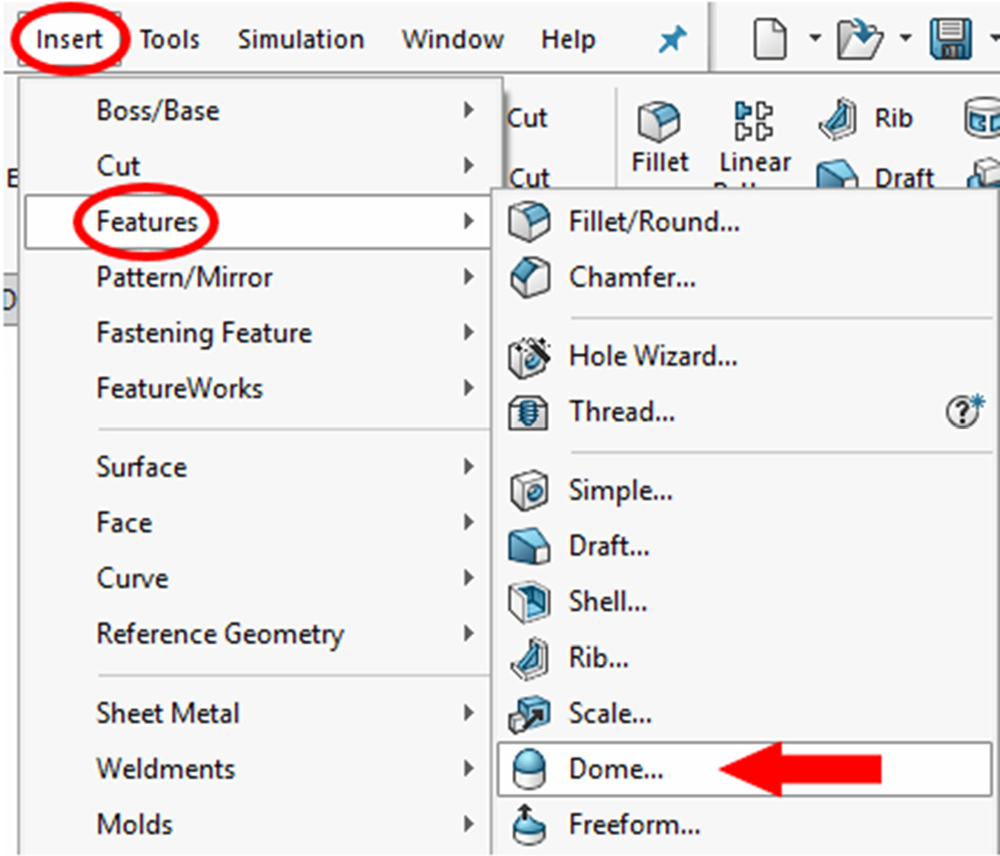 Insert Tools Simulation Window Help
Boss/Base
Cut
Features
Pattern/Mirror
Fastening Feature
FeatureWorks
Surface
Face
Curve
Reference Geometry
Sheet Metal
Weldments
Molds
Cut
Cut
Fillet
Linear
Rib
Draft
Fillet/Round...
Chamfer...
Hole Wizard...
Thread...
Simple...
Draft...
Shell...
Rib...
Scale...
Dome...
Freeform...